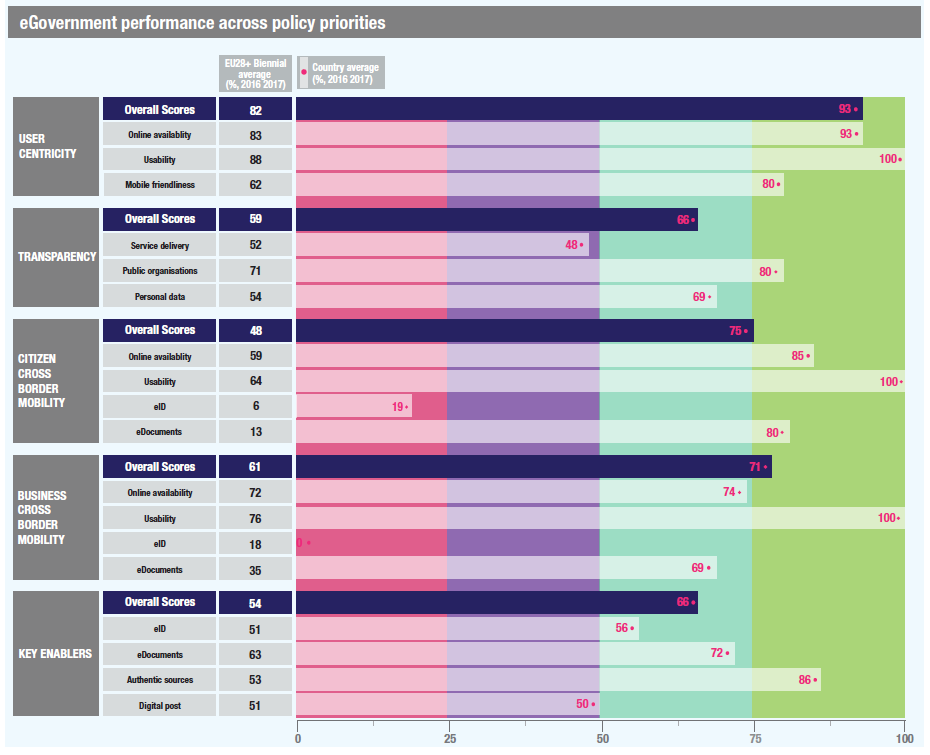 eGovernment performance across policy priorities
EU28+ Biennial
average
(%, 2016 2017)
Country average
(%, 2016 2017)
USER
CENTRICITY
Overall Scores 82 93
Online availablity 83 93
Usability 88 100
Mobile friendliness 62 80
TRANSPARENCY
Overall Scores 59 66
Service delivery 52 48
Public organisations 71 80
Personal data 54 69
CITIZEN
CROSS
BORDER
MOBILITY
Overall Scores 48 75
Online availablity 59 85
Usability 64 100
eID 6 19
eDocuments 13 80
BUSINESS
CROSS
BORDER
MOBILITY
Overall Scores 61 71
Online availability 72 74
Usability 76 100
eID 18 0
eDocuments 35 69
KEY ENABLERS
Overall Scores 54 66
eID 51 56
eDocuments 63 72
Authentic sources 53 86
Digital post 51 50
0 25 50 75 100